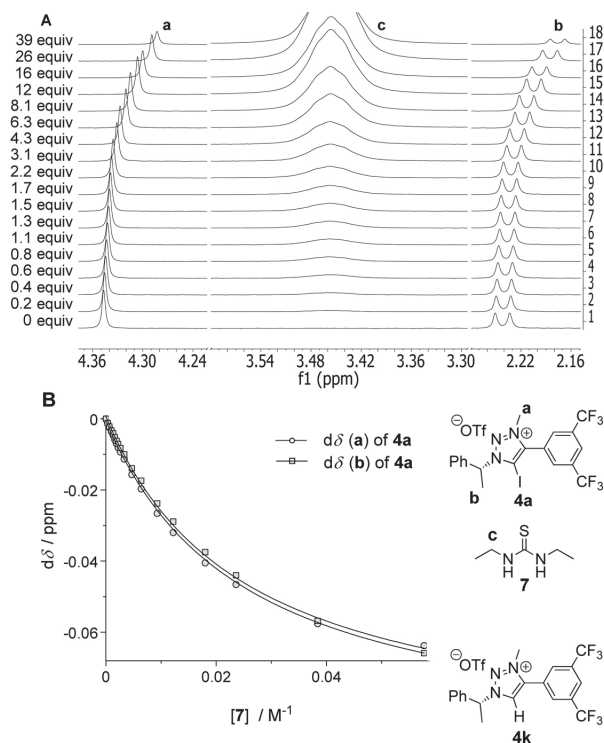 A
a
c
b
39 equiv
26 equiv
16 equiv
12 equiv
8.1 equiv
6.3 equiv
4.3 equiv
3.1 equiv
2.2 equiv
1.7 equiv
1.5 equiv
1.3 equiv
1.1 equiv
0.8 equiv
0.6 equiv
0.4 equiv
0.2 equiv
0 equiv
18
17
16
15
14
13
12
11
10
9
8
7
6
5
4
3
2
1
4.36 4.30 4.24 3.54 3.48 3.42 3.36 3.30 2.22 2.16
f1 (ppm)
B
0
-0.02
-0.04
-0.06
dδ / ppm
0 0.02 0.04
[7] / M⁻¹
dδ (a) of 4a
dδ (b) of 4a
a
⊖OTf
N
N=N
⊕
CF₃
CF₃
Ph
I
b
4a
c
S
N
H
N
H
7
⊖OTf
N
N=N
⊕
CF₃
CF₃
Ph
H
4k